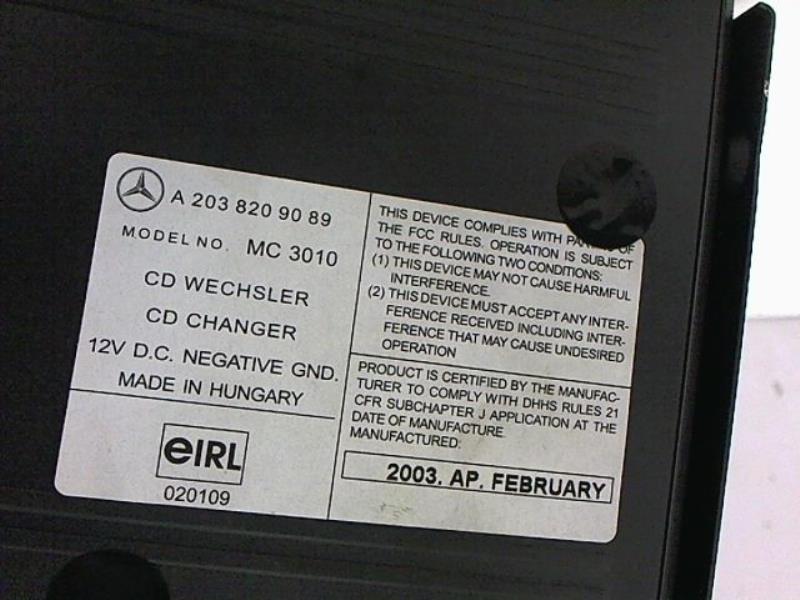 A 203 820 90 89
MODEL NO. MC 3010
CD WECHSLER
CD CHANGER
12V D.C. NEGATIVE GND.
MADE IN HUNGARY
eIRL
020109
THIS DEVICE COMPLIES WITH OF
THE FCC RULES. OPERATION IS SUBJECT
TO THE FOLLOWING TWO CONDITIONS:
(1) THIS DEVICE MAY NOT CAUSE HARMFUL
INTERFERENCE.
(2) THIS DEVICE MUST ACCEPT ANY INTER-
FERENCE RECEIVED INCLUDING INTER-
FERENCE THAT MAY CAUSE UNDESIRED
OPERATION
PRODUCT IS CERTIFIED BY THE MANUFAC-
TURER TO COMPLY WITH DHHS RULES 21
CFR SUBCHAPTER J APPLICATION AT THE
DATE OF MANUFACTURE.
MANUFACTURED:
2003. AP. FEBRUARY